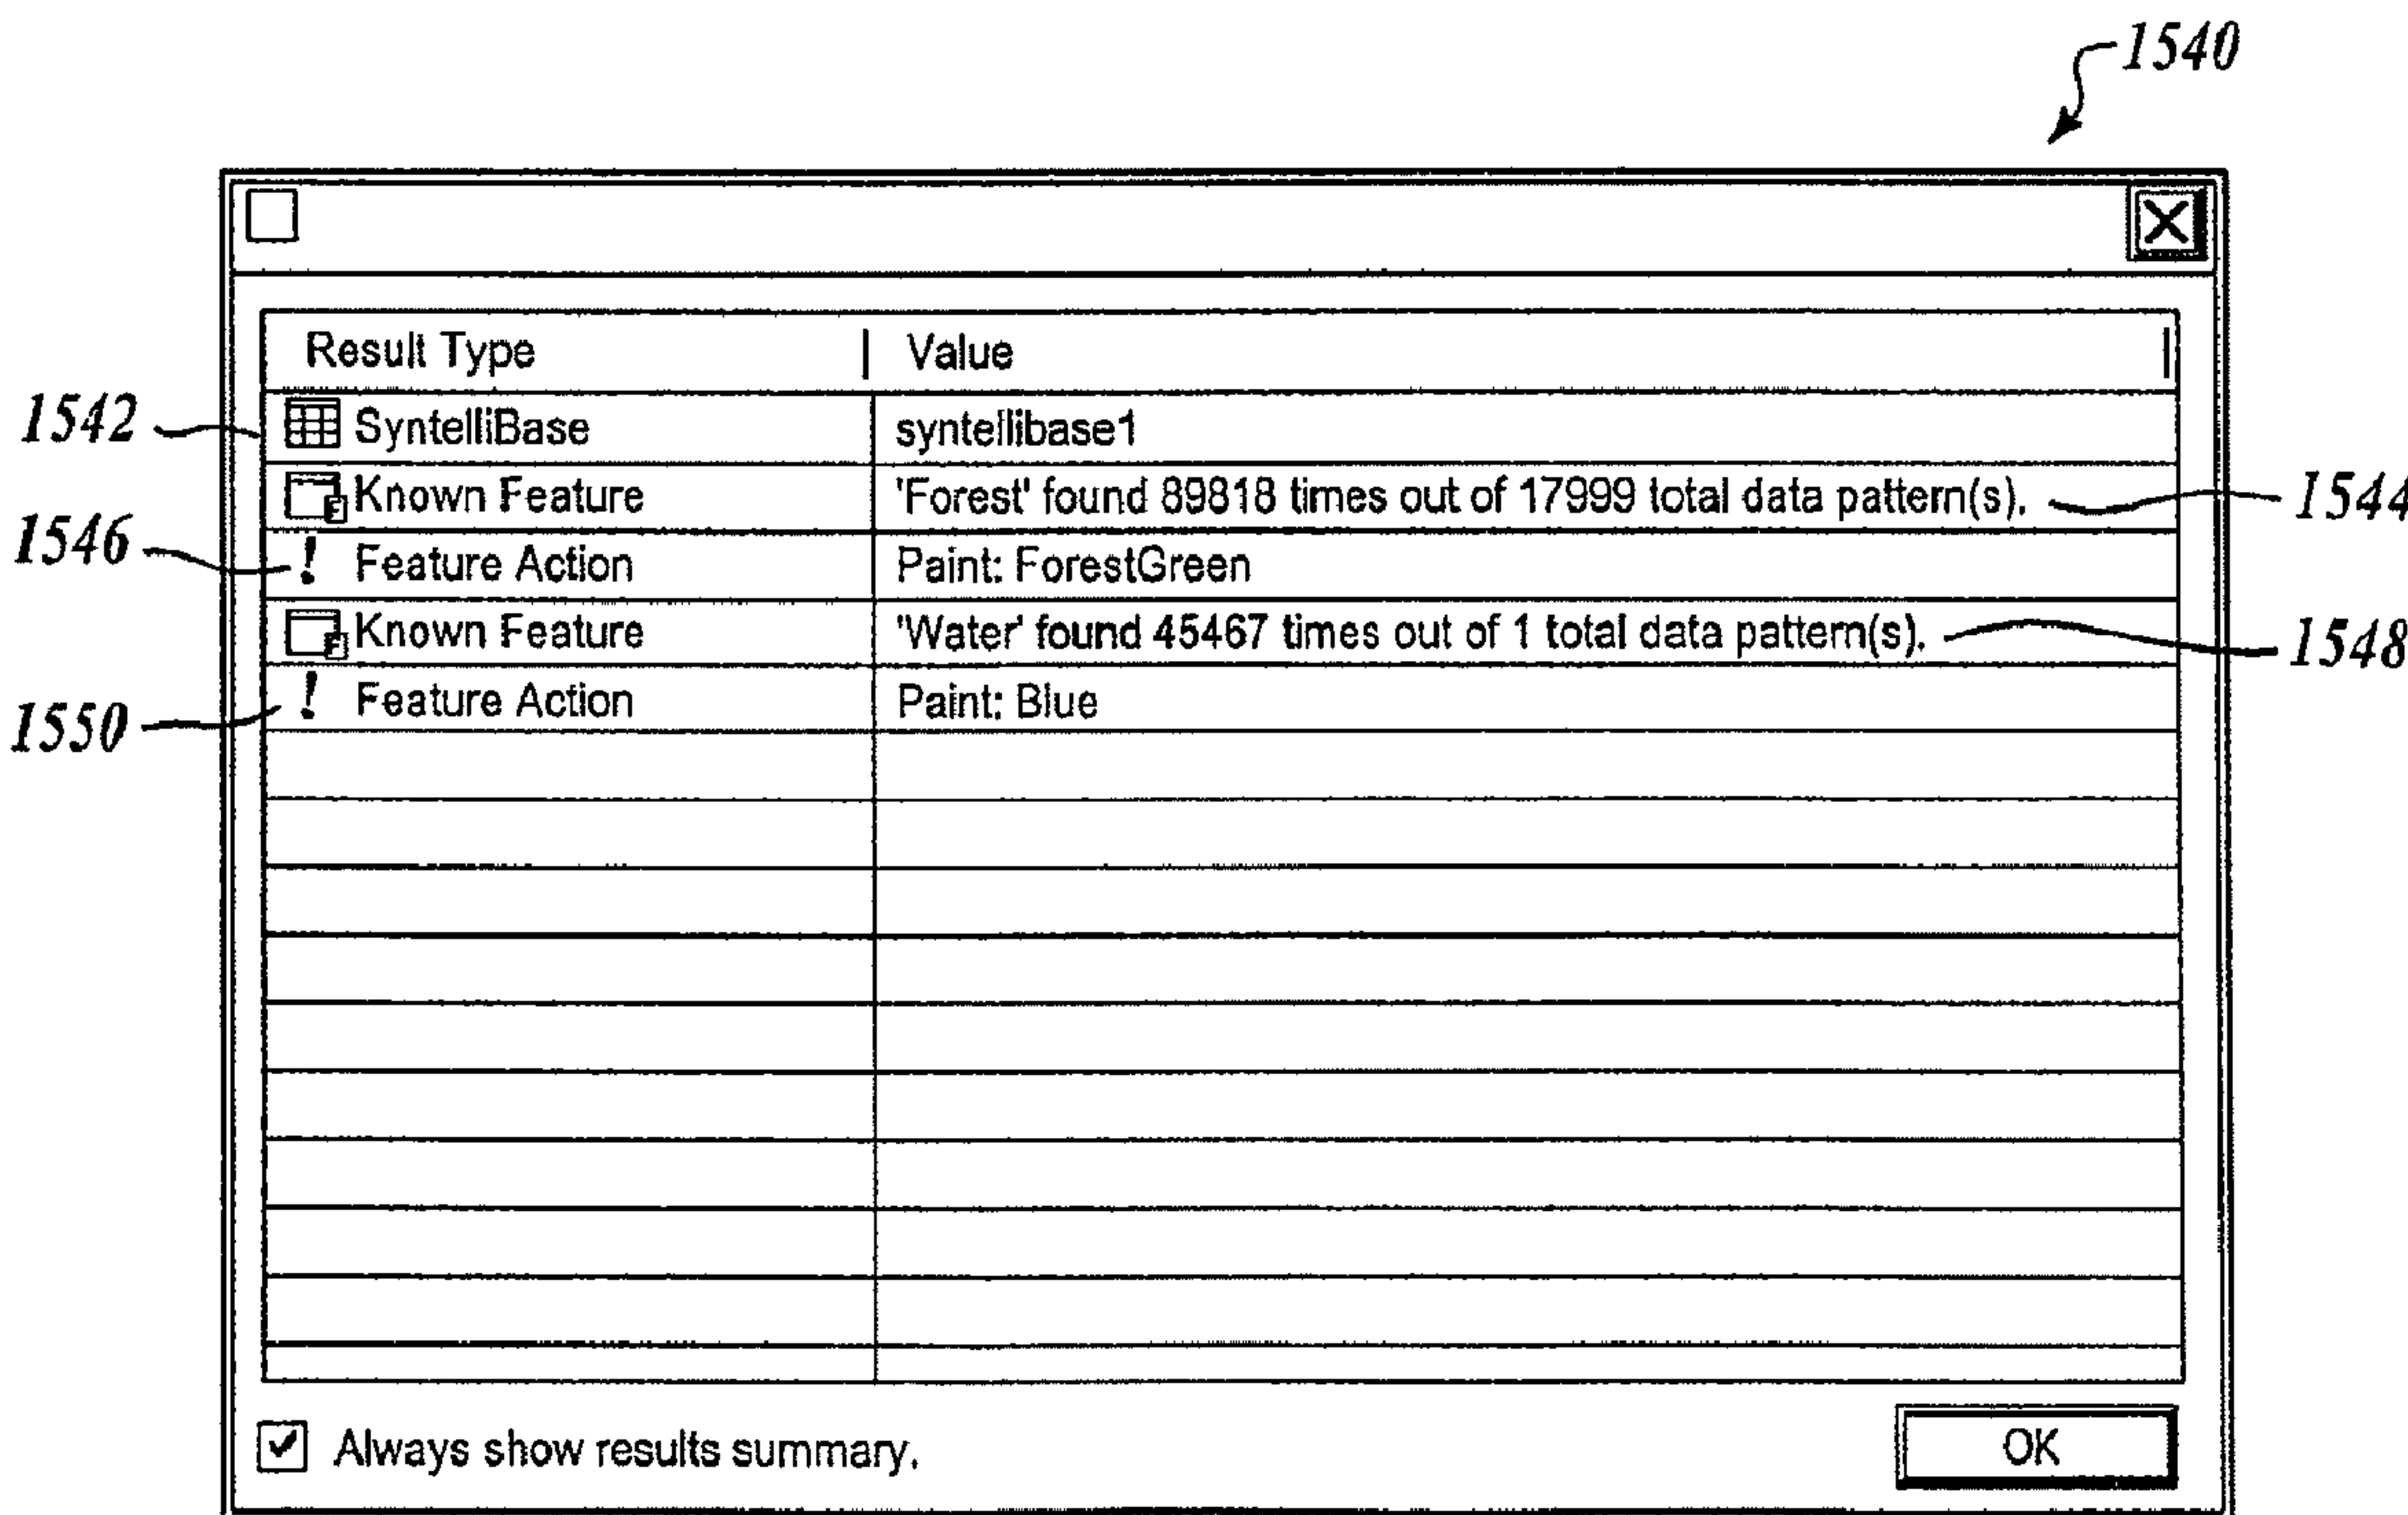 1540
Result Type Value
1542 SyntelliBase syntellibase1
Known Feature 'Forest' found 89818 times out of 17999 total data pattern(s). 1544
1546 ! Feature Action Paint: ForestGreen
Known Feature 'Water' found 45467 times out of 1 total data pattern(s). 1548
1550 ! Feature Action Paint: Blue
Always show results summary. OK